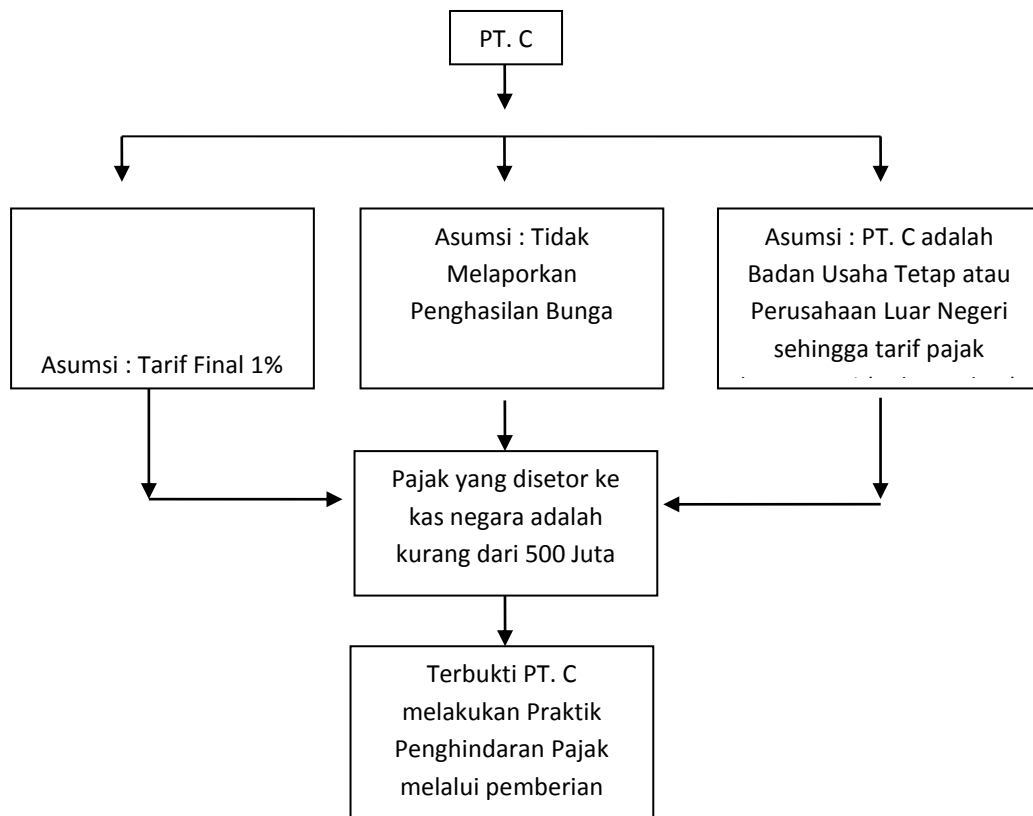 PT. C
Asumsi : Tarif Final 1%
Asumsi : Tidak
Melaporkan
Penghasilan Bunga
Asumsi : PT. C adalah
Badan Usaha Tetap atau
Perusahaan Luar Negeri
sehingga tarif pajak
Pajak yang disetor ke
kas negara adalah
kurang dari 500 Juta
Terbukti PT. C
melakukan Praktik
Penghindaran Pajak
melalui pemberian